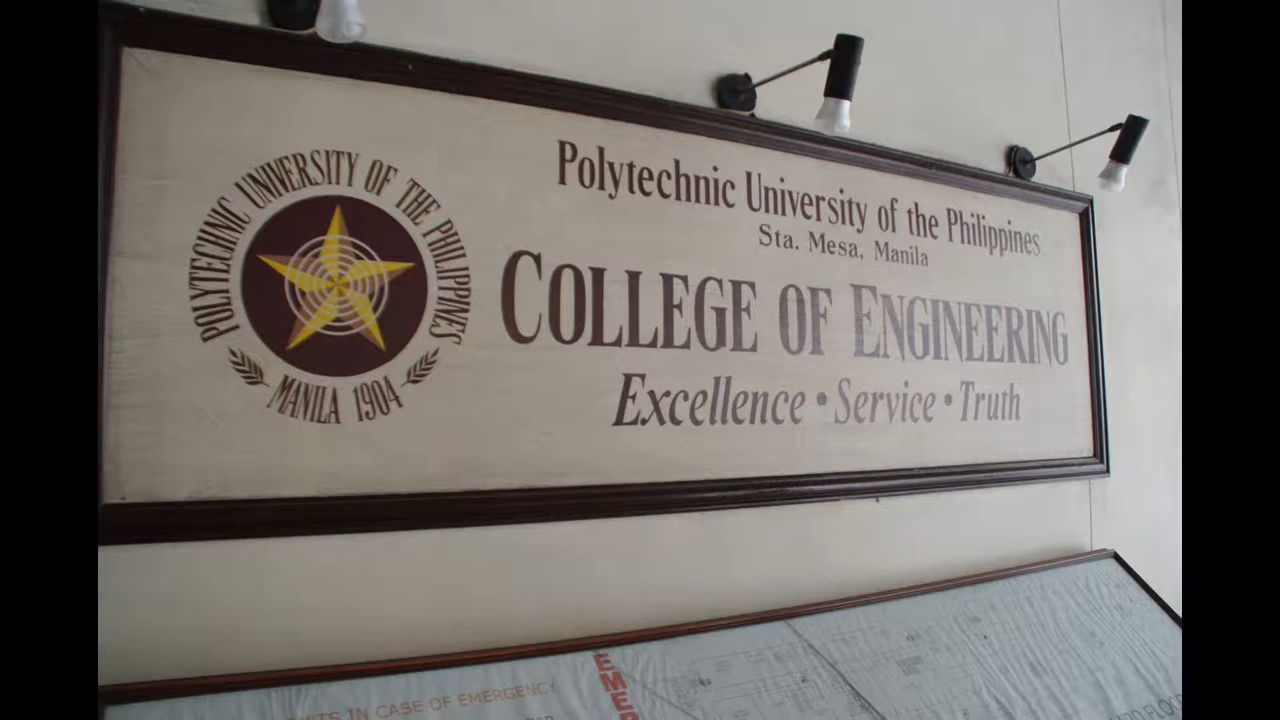 POLYTECHNIC UNIVERSITY OF THE PHILIPPINES
MANILA 1904
Polytechnic University of the Philippines
Sta. Mesa, Manila
COLLEGE OF ENGINEERING
Excellence • Service • Truth
IN CASE OF EMERGENCY